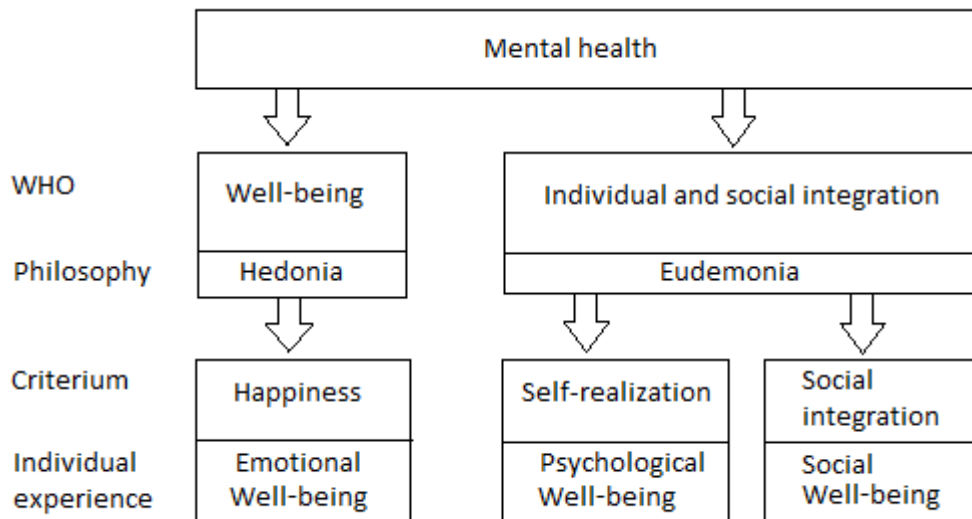 Mental health
WHO
Well-being
Individual and social integration
Philosophy
Hedonia
Eudemonia
Criterium
Happiness
Self-realization
Social
integration
Individual
experience
Emotional
Well-being
Psychological
Well-being
Social
Well-being